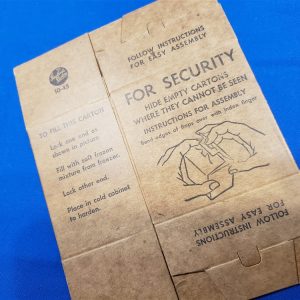 10-45
TO FILL THIS CARTON
Lock one end as
shown in picture
Fill with soft frozen
mixture from freezer.
Lock other end.
Place in cold cabinet
to harden.
FOLLOW INSTRUCTIONS
FOR EASY ASSEMBLY
FOR SECURITY
HIDE EMPTY CARTONS
WHERE THEY CANNOT BE SEEN
INSTRUCTIONS FOR ASSEMBLY
Bend edges of flaps over with index finger
FOLLOW INSTRUCTIONS
FOR EASY ASSEMBLY